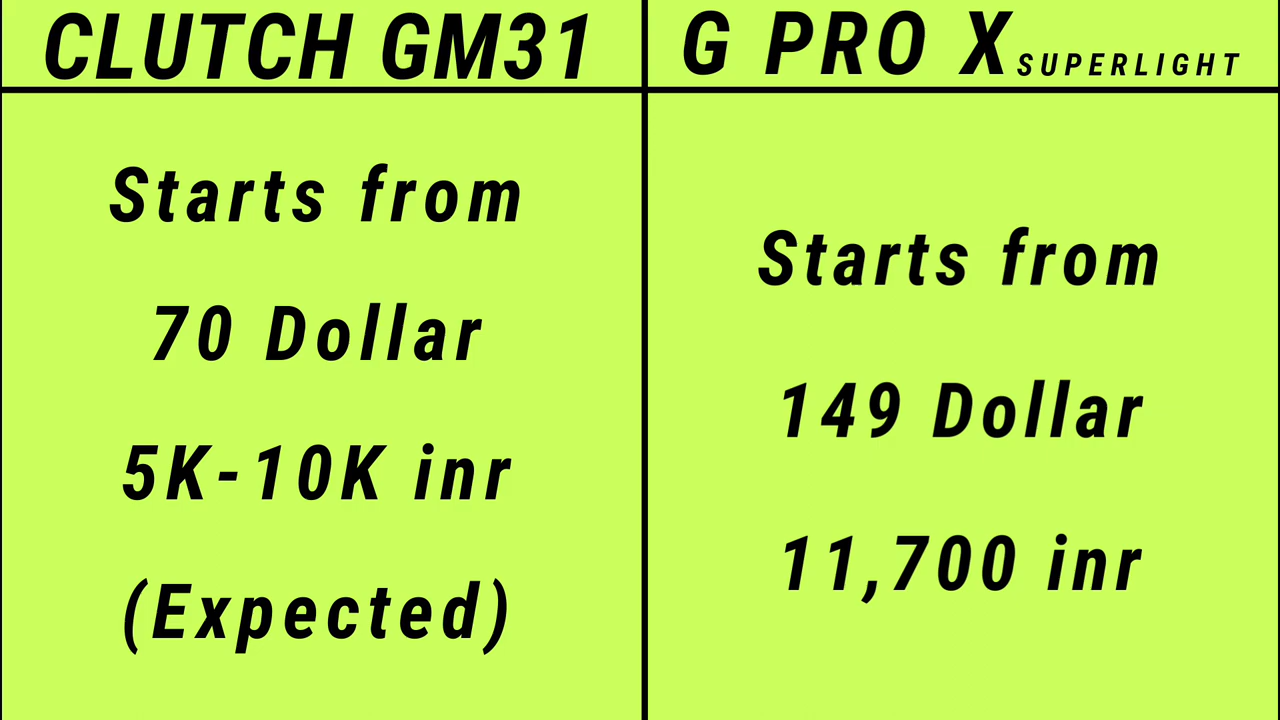 CLUTCH GM31
Starts from
70 Dollar
5K-10K inr
(Expected)
G PRO X SUPERLIGHT
Starts from
149 Dollar
11,700 inr